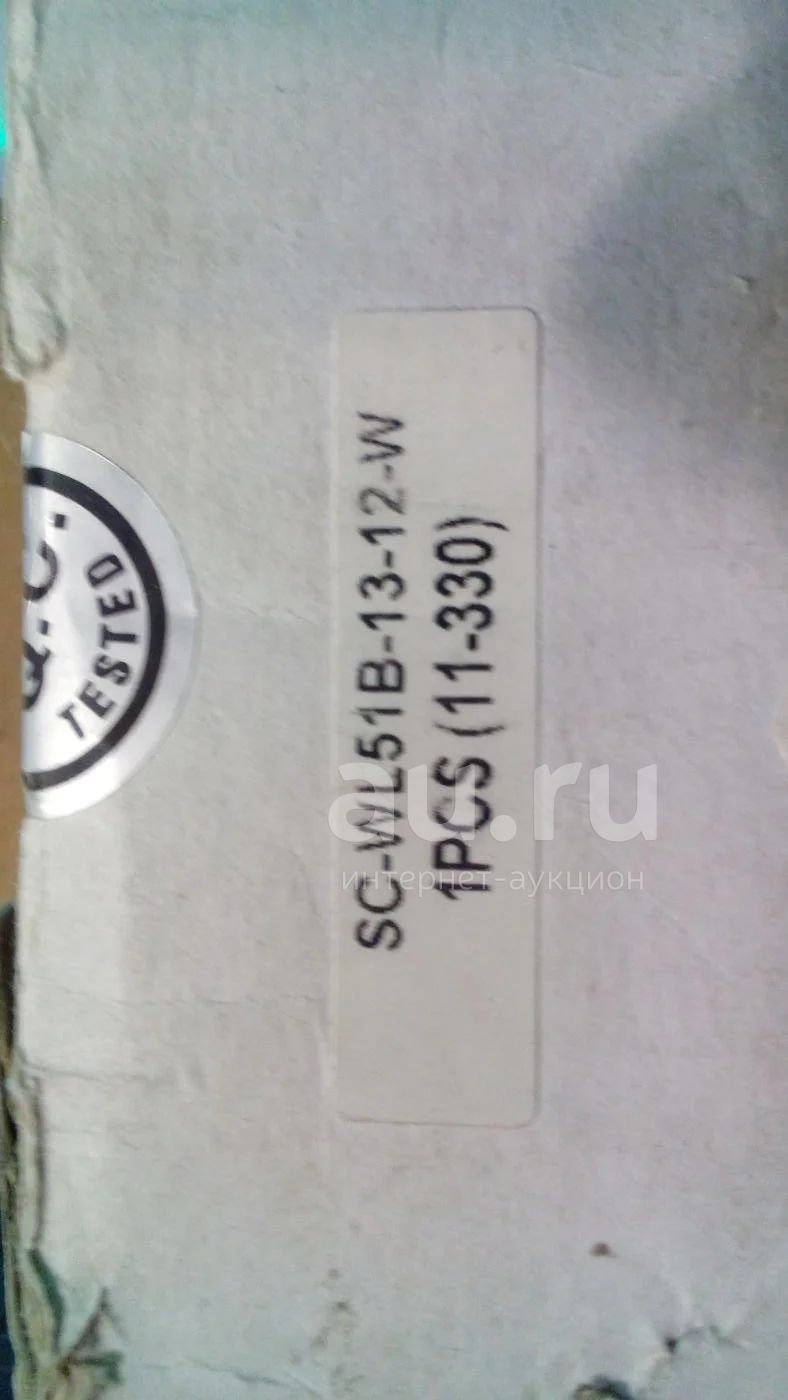 SC-WL51B-13-12-W
1PCS (11-330)
Q.C.
TESTED
au.ru
интернет-аукцион